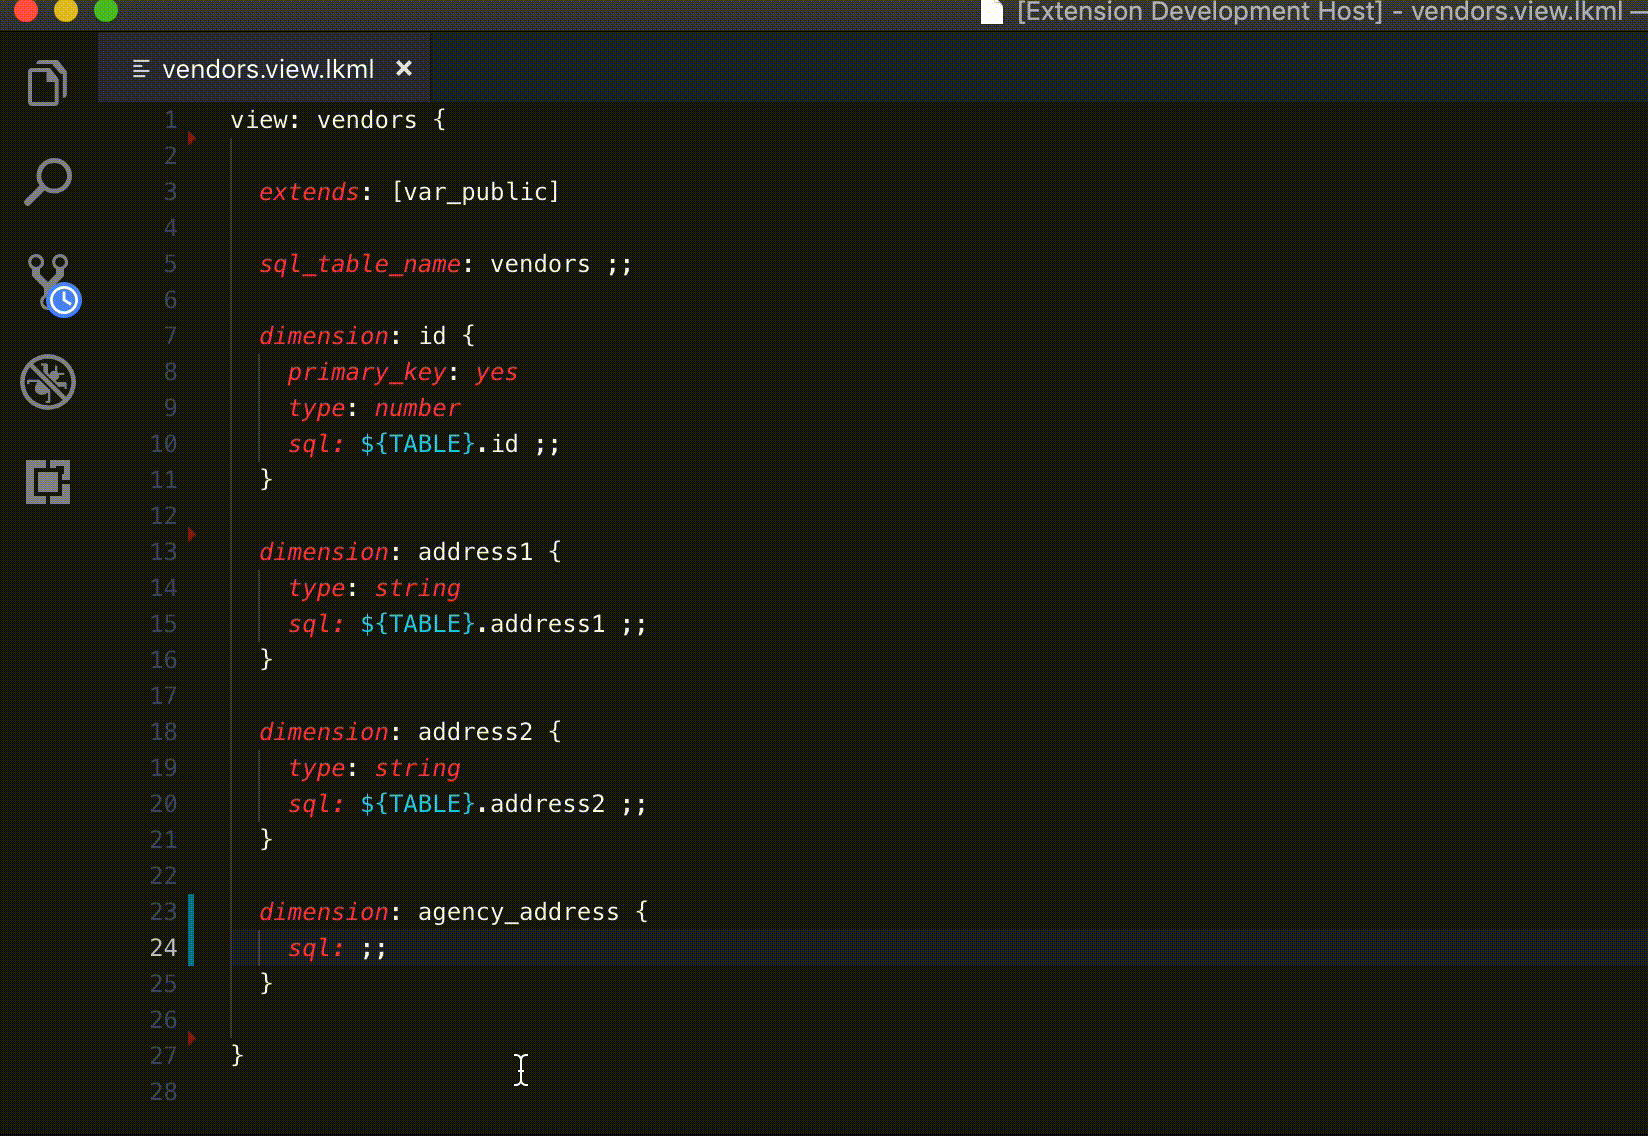 [Extension Development Host] - vendors.view.lkml —
vendors.view.lkml
1 view: vendors {
2
3 extends: [var_public]
4
5 sql_table_name: vendors ;;
6
7 dimension: id {
8 primary_key: yes
9 type: number
10 sql: ${TABLE}.id ;;
11 }
12
13 dimension: address1 {
14 type: string
15 sql: ${TABLE}.address1 ;;
16 }
17
18 dimension: address2 {
19 type: string
20 sql: ${TABLE}.address2 ;;
21 }
22
23 dimension: agency_address {
24 sql: ;;
25 }
26
27 }
28